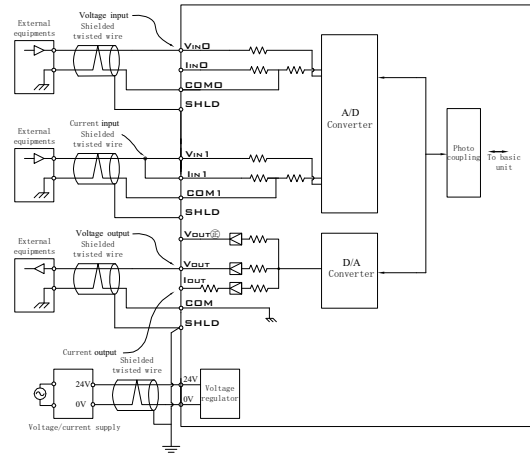 Voltage input
External
equipments
Shielded
twisted wire
VIN0
IIN0
COM0
SHLD
A/D
Converter
Photo
coupling
To basic
unit
Current input
External
equipments
Shielded
twisted wire
VIN1
IIN1
COM1
SHLD
VOUT
Voltage output
External
equipments
Shielded
twisted wire
VOUT
IOUT
COM
SHLD
D/A
Converter
Current output
Shielded
twisted wire
24V
0V
24V
0V
Voltage
regulator
Voltage/current supply